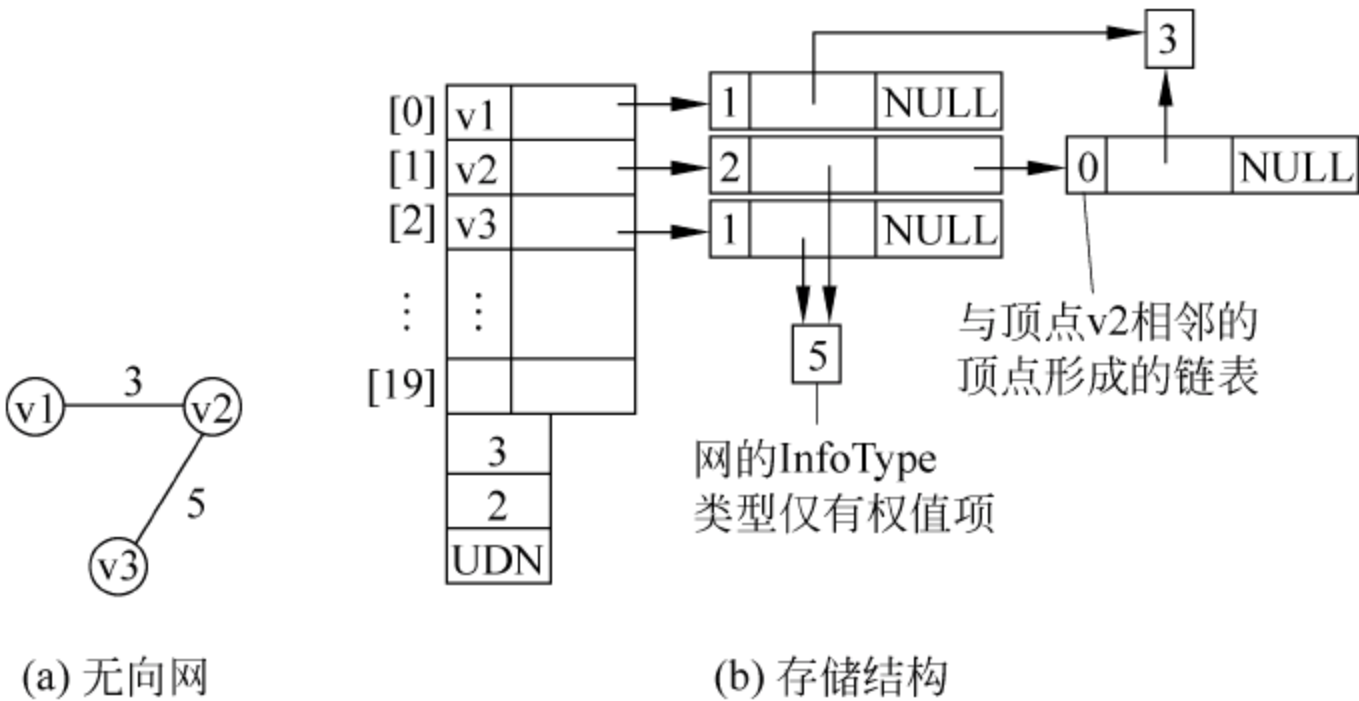 3
[0] v1 1 NULL
[1] v2 2 0 NULL
[2] v3 1 NULL
⋮ ⋮
[19]
5
与顶点v2相邻的
顶点形成的链表
网的InfoType
类型仅有权值项
3
2
UDN
v1 3 v2
5
v3
(a) 无向网
(b) 存储结构